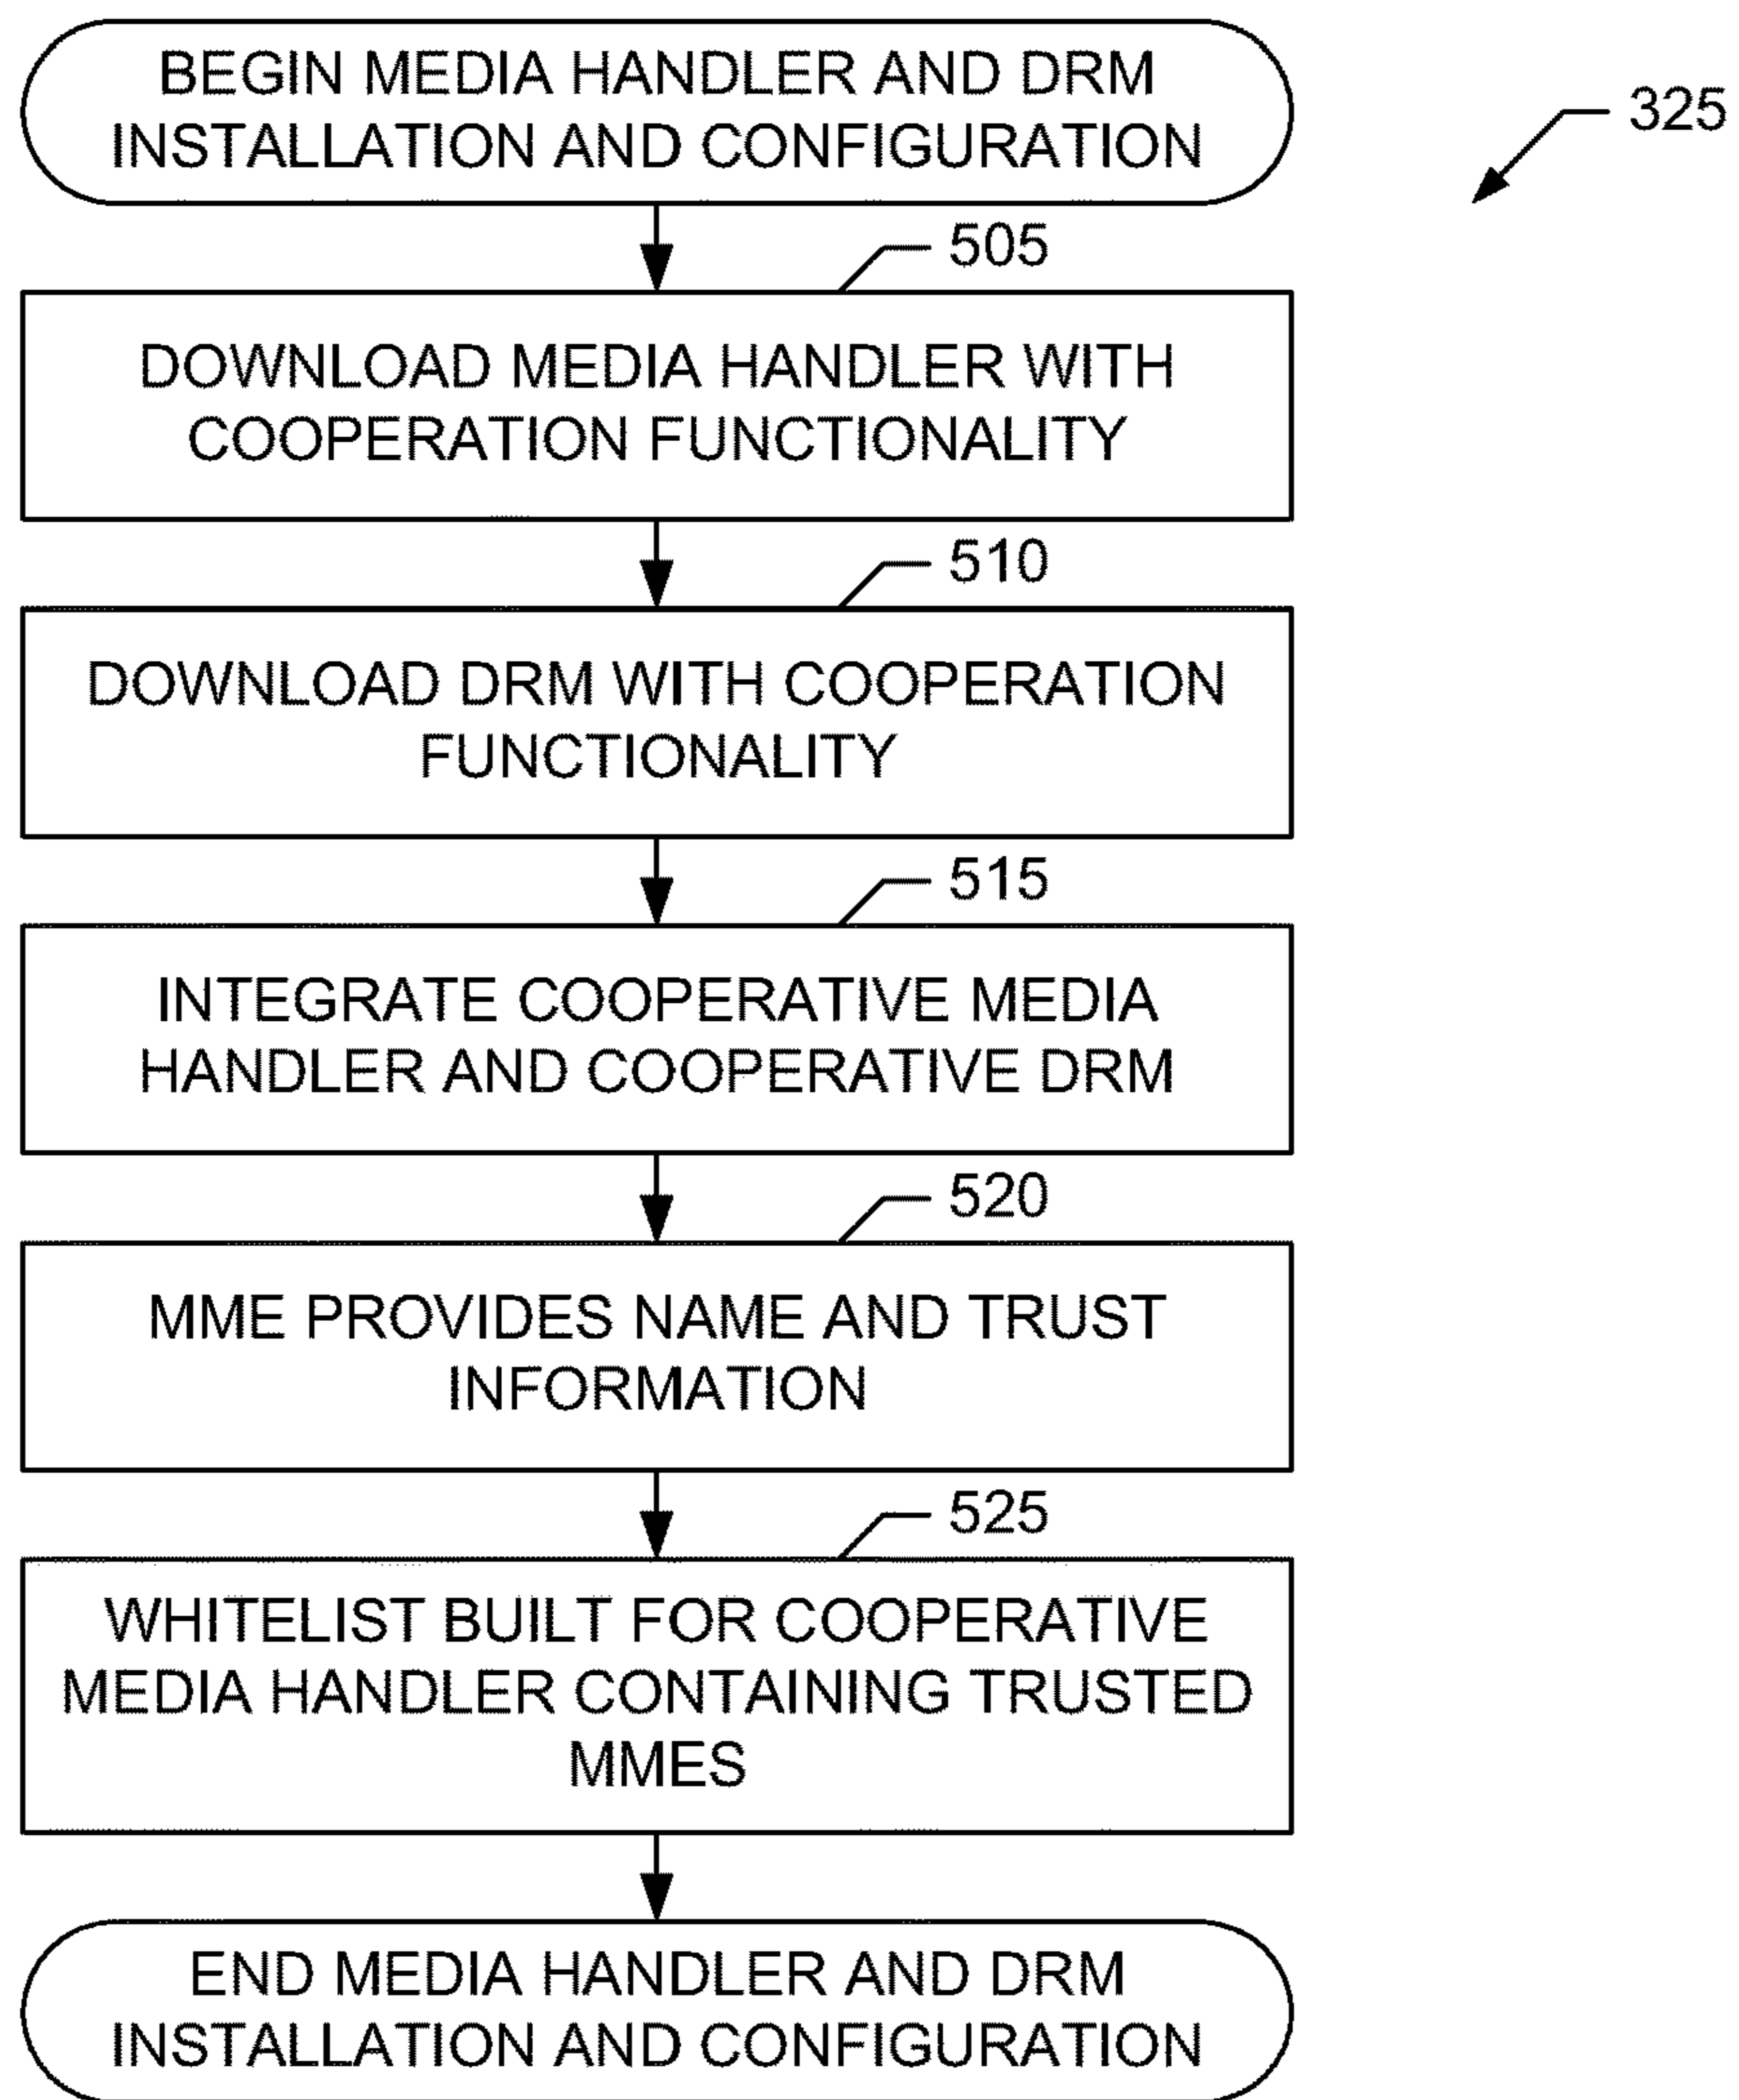 BEGIN MEDIA HANDLER AND DRM
INSTALLATION AND CONFIGURATION
325
505
DOWNLOAD MEDIA HANDLER WITH
COOPERATION FUNCTIONALITY
510
DOWNLOAD DRM WITH COOPERATION
FUNCTIONALITY
515
INTEGRATE COOPERATIVE MEDIA
HANDLER AND COOPERATIVE DRM
520
MME PROVIDES NAME AND TRUST
INFORMATION
525
WHITELIST BUILT FOR COOPERATIVE
MEDIA HANDLER CONTAINING TRUSTED
MMES
END MEDIA HANDLER AND DRM
INSTALLATION AND CONFIGURATION